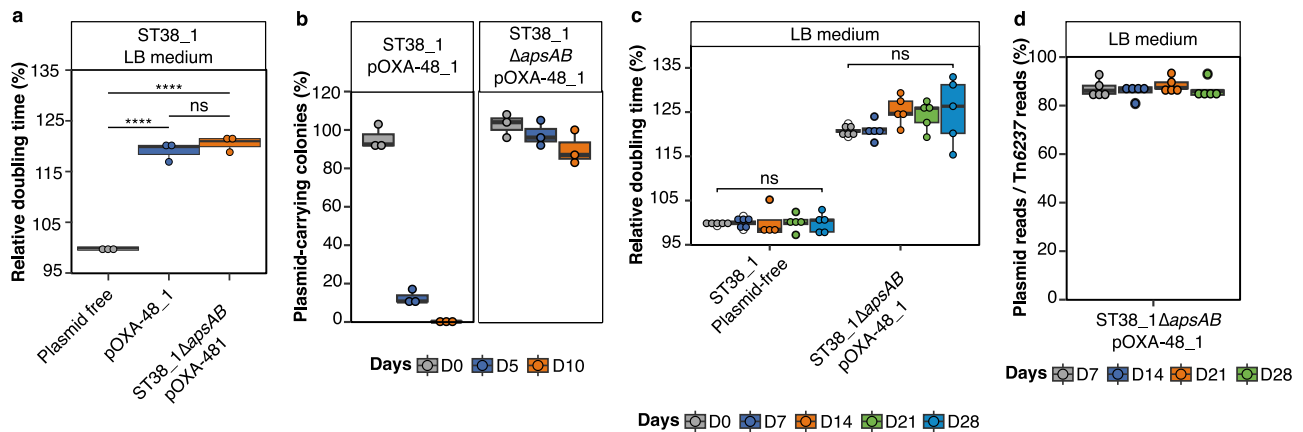 a
ST38_1
LB medium
Relative doubling time (%)
135
125
115
105
95
****
ns
****
Plasmid free
pOXA-48_1
ST38_1ΔapsAB
pOXA-481
b
ST38_1
pOXA-48_1
ST38_1
ΔapsAB
pOXA-48_1
Plasmid-carrying colonies (%)
120
100
80
60
40
20
0
Days D0 D5 D10
c
LB medium
Relative doubling time (%)
135
125
115
105
95
ns
ns
ST38_1
Plasmid-free
ST38_1ΔapsAB
pOXA-48_1
Days D0 D7 D14 D21 D28
d
LB medium
Plasmid reads / Tn6237 reads (%)
100
80
60
40
20
0
ST38_1ΔapsAB
pOXA-48_1
Days D7 D14 D21 D28